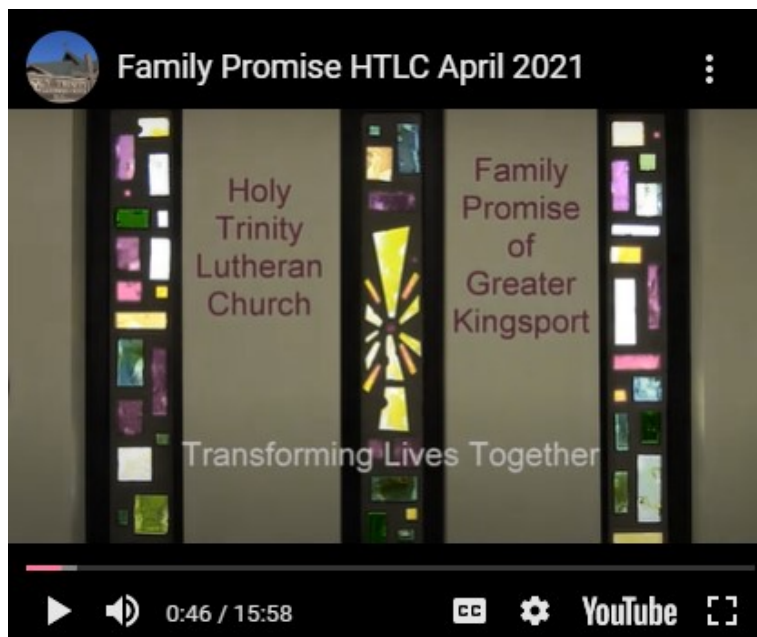 Family Promise HTLC April 2021
Holy
Trinity
Lutheran
Church
Family
Promise
of
Greater
Kingsport
Transforming Lives Together
0:46 / 15:58
CC
YouTube